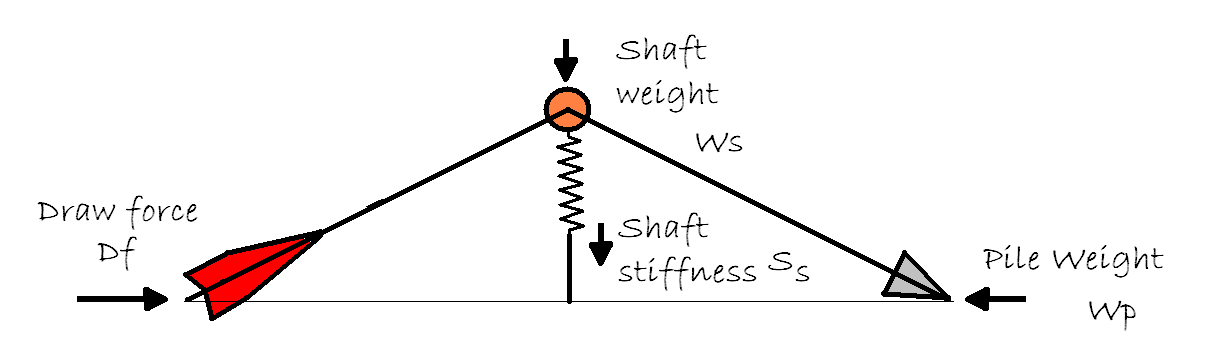 Shaft
weight
Ws
Draw force
Df
Shaft
stiffness Ss
Pile Weight
Wp